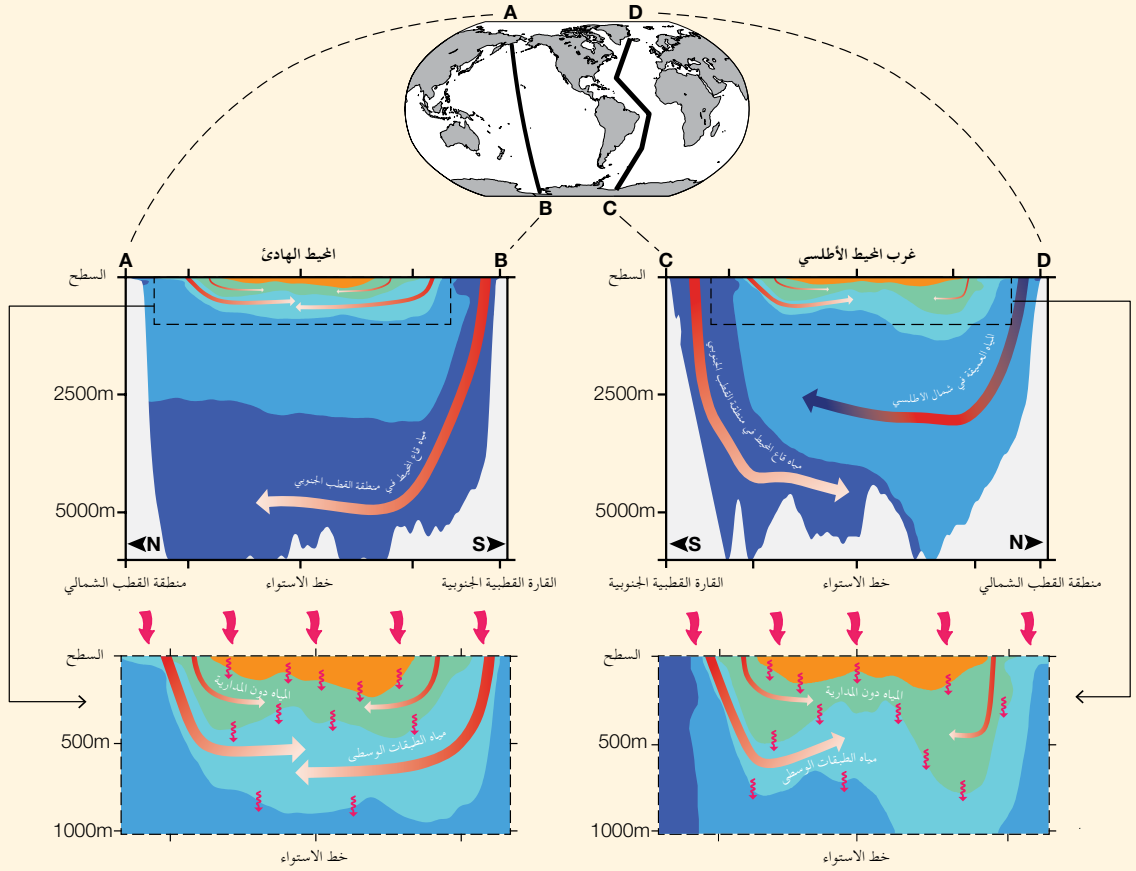 A D
B C
المحيط الهادئ
غرب المحيط الأطلسي
A B
C D
السطح
السطح
2500m
2500m
5000m
5000m
المياه العميقة في شمال الاطلسي
مياه قاع المحيط في منطقة القطب الجنوبي
مياه قاع المحيط في منطقة القطب الجنوبي
N S
S N
منطقة القطب الشمالي
خط الاستواء
القارة القطبية الجنوبية
القارة القطبية الجنوبية
خط الاستواء
منطقة القطب الشمالي
السطح
المياه دون المدارية
مياه الطبقات الوسطى
500m
1000m
خط الاستواء
السطح
المياه دون المدارية
مياه الطبقات الوسطى
500m
1000m
خط الاستواء